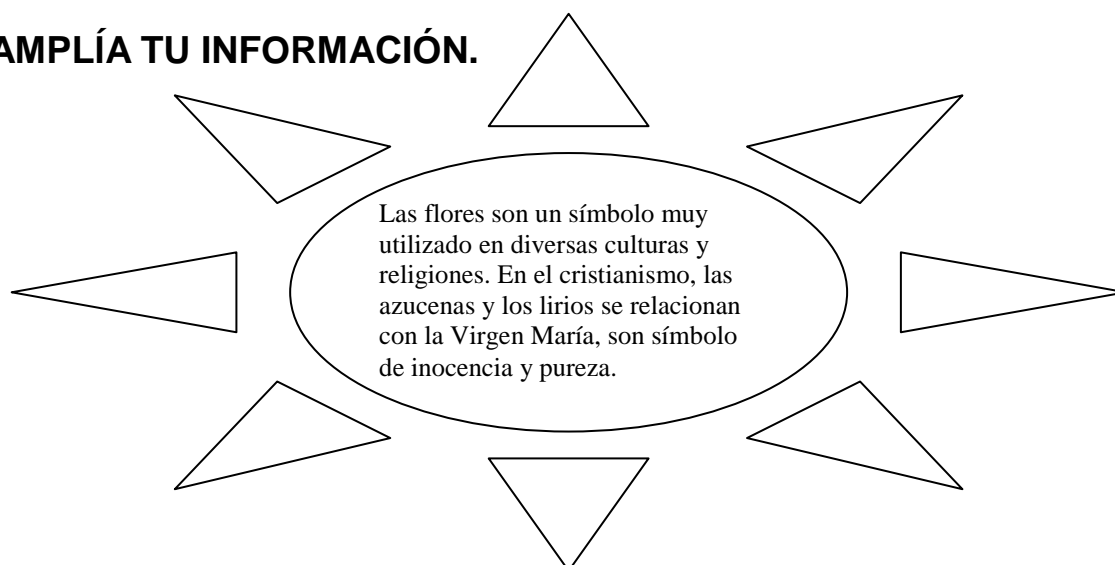 AMPLÍA TU INFORMACIÓN.
Las flores son un símbolo muy
utilizado en diversas culturas y
religiones. En el cristianismo, las
azucenas y los lirios se relacionan
con la Virgen María, son símbolo
de inocencia y pureza.